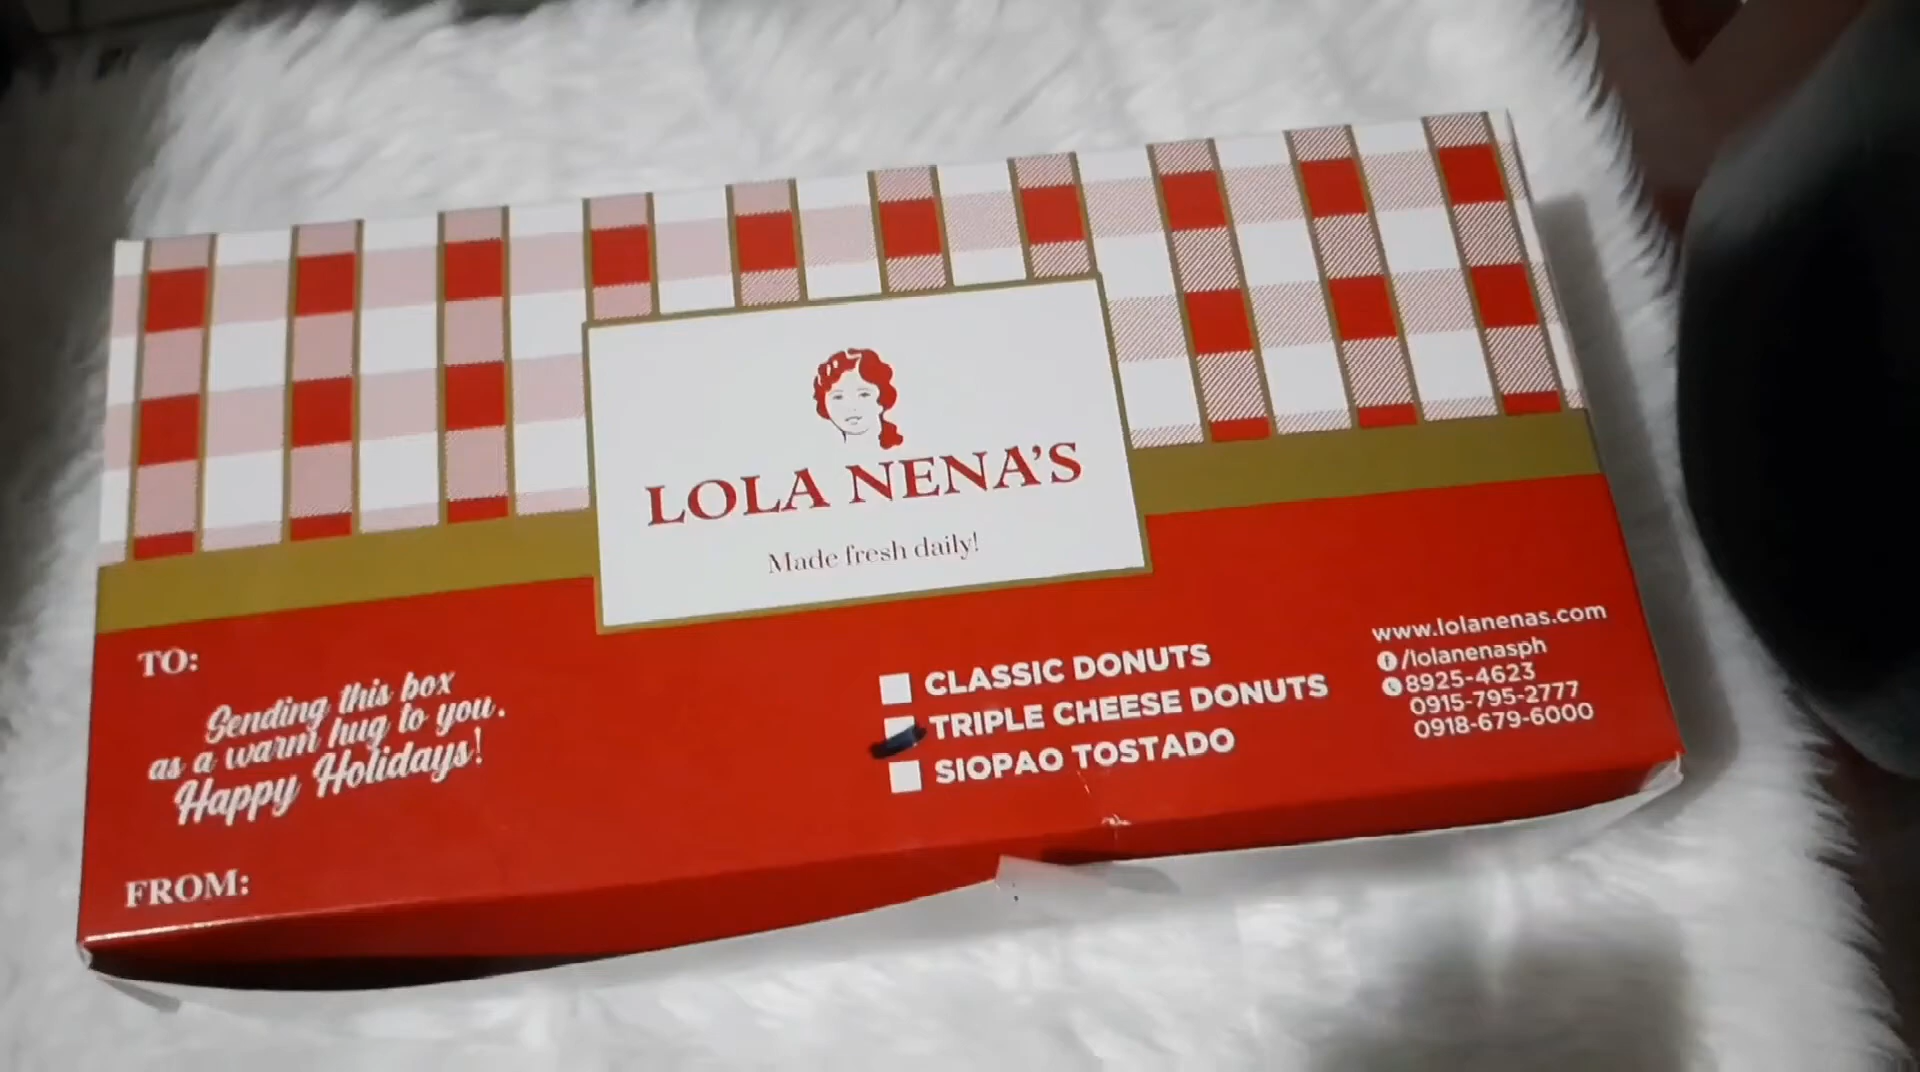 LOLA NENA'S
Made fresh daily!
TO:
Sending this box
as a warm hug to you.
Happy Holidays!
FROM:
CLASSIC DONUTS
TRIPLE CHEESE DONUTS
SIOPAO TOSTADO
www.lolanenas.com
/lolanenasph
8925-4623
0915-795-2777
0918-679-6000